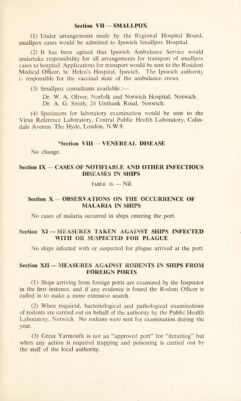 Section VII — SMALLPOX
(1) Under arrangements made by the Regional Hospital Board,
smallpox cases would be admitted to Ipswich Smallpox Hospital.
(2) It has been agreed that Ipswich Ambulance Service would
undertake responsibility for all arrangements for transport of smallpox
cases to hospital. Applications for transport would be sent to the Resident
Medical Officer, St. Helen's Hospital, Ipswich. The Ipswich authority
is responsible for the vaccinal state of the ambulance crews.
(3) Smallpox consultants available :—
Dr. W. A. Oliver, Norfolk and Norwich Hospital, Norwich.
Dr. A. G. Smith, 24 Unthank Road, Norwich.
(4) Specimens for laboratory examination would be sent to the
Virus Reference Laboratory, Central Public Health Laboratory, Colin-
dale Avenue. The Hyde, London, N.W.9.
*Section VIII — VENEREAL DISEASE
No change.
Section IX — CASES OF NOTIFIABLE AND OTHER INFECTIOUS
DISEASES IN SHIPS
TABLE D. — Nil.
Section X — OBSERVATIONS ON THE OCCURRENCE OF
MALARIA IN SHIPS
No cases of malaria occurred in ships entering the port.
Section XI — MEASURES TAKEN AGAINST SHIPS INFECTED
WITH OR SUSPECTED FOR PLAGUE
No ships infected with or suspected for plague arrived at the port.
Section XII — MEASURES AGAINST RODENTS IN SHIPS FROM
FOREIGN PORTS
(1) Ships arriving from foreign ports are examined by the Inspector
in the first instance, and if any evidence is found the Rodent Officer is
called in to make a more extensive search.
(2) When required, bacteriological and pathological examinations
of rodents are carried out on behalf of the authority by the Public Health
Laboratory, Norwich. No rodents were sent for examination during the
year.
(3) Great Yarmouth is not an "approved port" for "deratting" but
when any action is required trapping and poisoning is carried out by
the staff of the local authority.